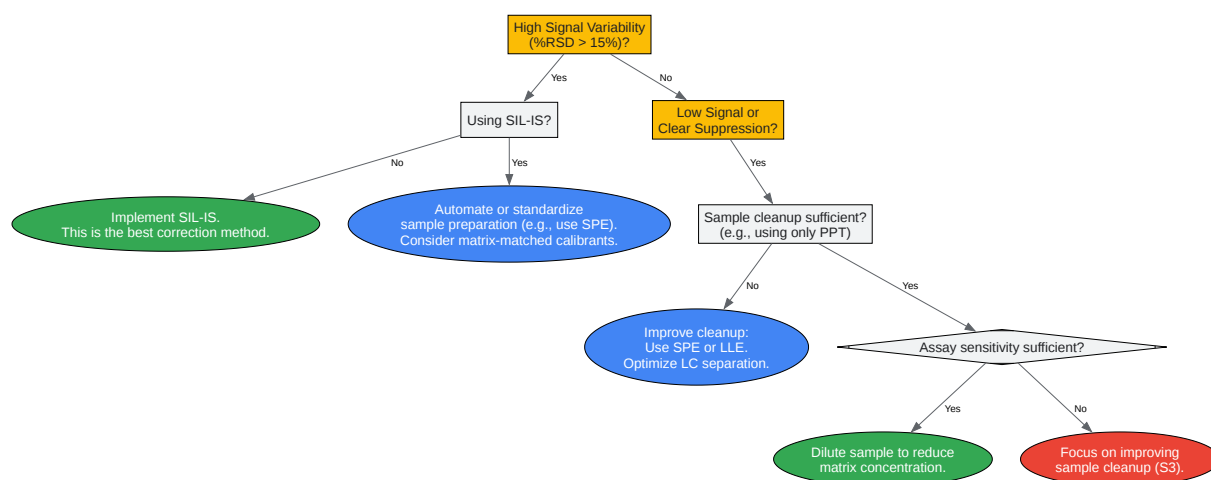 High Signal Variability
(%RSD > 15%)?
Yes
No
Using SIL-IS?
Low Signal or
Clear Suppression?
No
Yes
Yes
Implement SIL-IS.
This is the best correction method.
Automate or standardize
sample preparation (e.g., use SPE).
Consider matrix-matched calibrants.
Sample cleanup sufficient?
(e.g., using only PPT)
No
Yes
Improve cleanup:
Use SPE or LLE.
Optimize LC separation.
Assay sensitivity sufficient?
Yes
No
Dilute sample to reduce
matrix concentration.
Focus on improving
sample cleanup (S3).